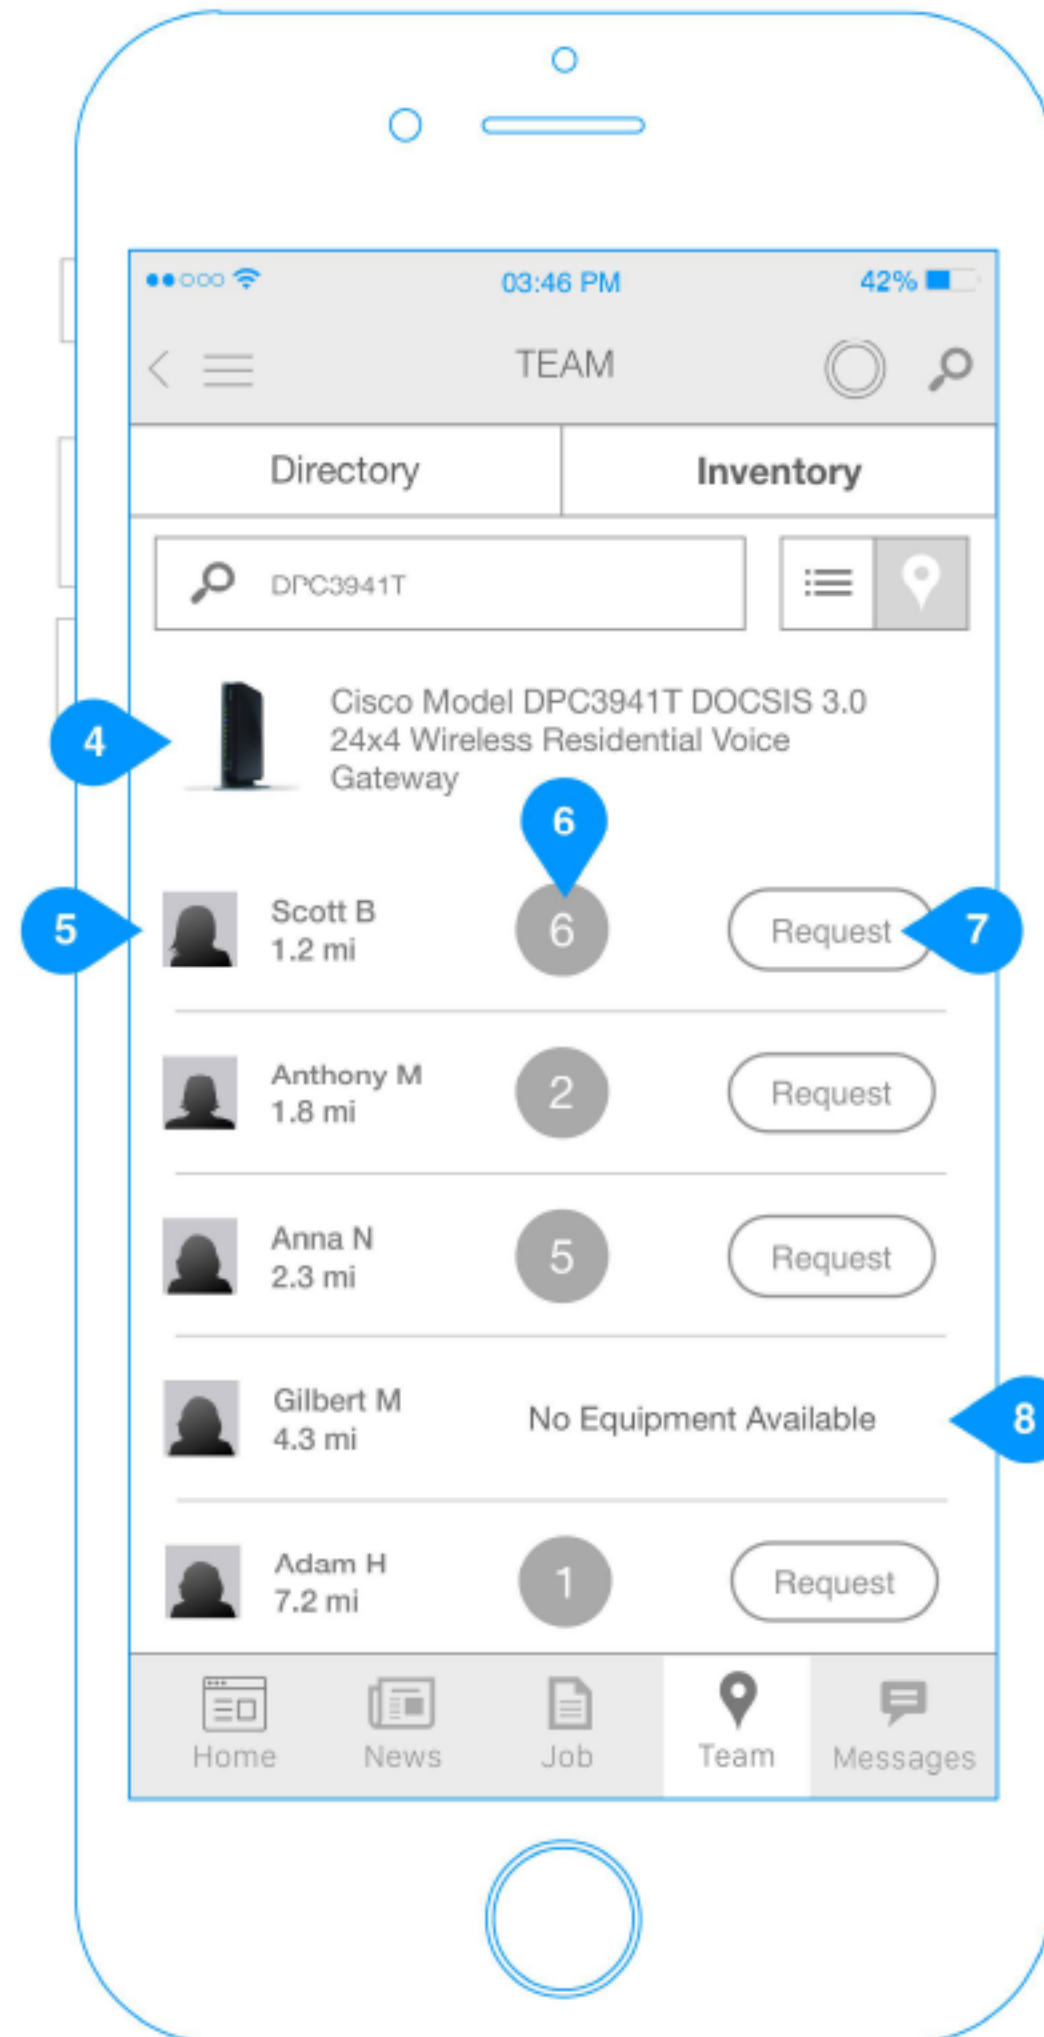 03:46 PM
42%
TEAM
Directory
Inventory
DPC3941T
Cisco Model DPC3941T DOCSIS 3.0
24x4 Wireless Residential Voice
Gateway
4
6
5
Scott B
1.2 mi
6
Request
7
Anthony M
1.8 mi
2
Request
Anna N
2.3 mi
5
Request
Gilbert M
4.3 mi
No Equipment Available
8
Adam H
7.2 mi
1
Request
Home
News
Job
Team
Messages